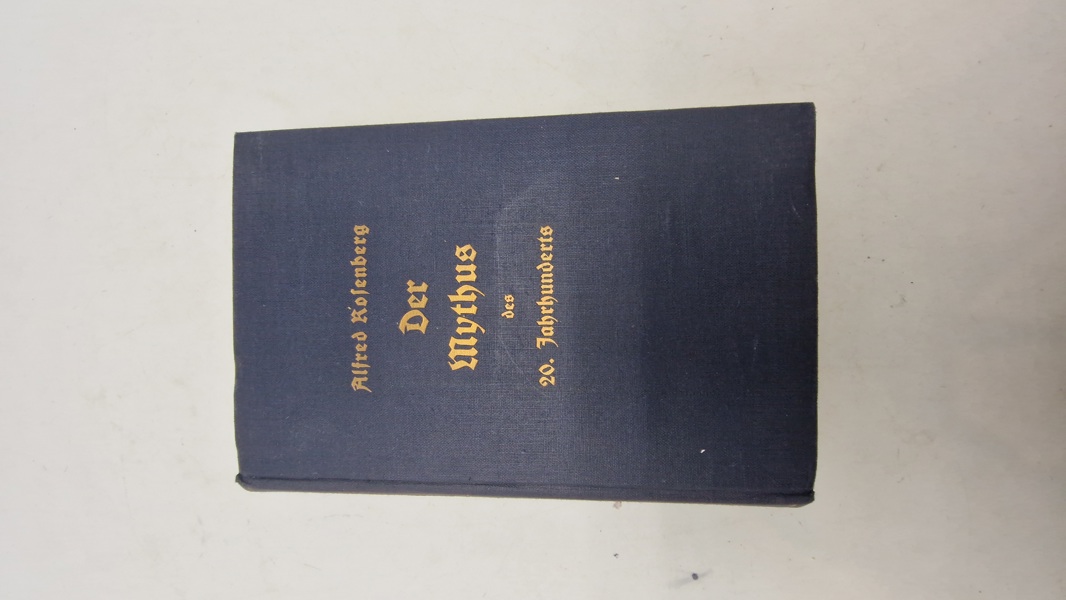 Alfred Rosenberg
Der
Mythus
des
20. Jahrhunderts